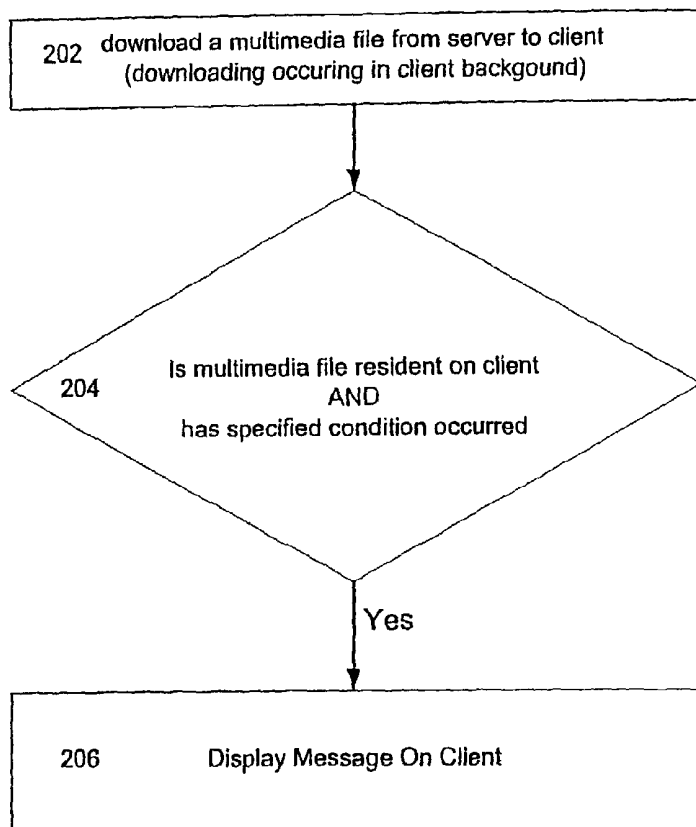 202 download a multimedia file from server to client
(downloading occuring in client backgound)
204 Is multimedia file resident on client
AND
has specified condition occurred
Yes
206 Display Message On Client